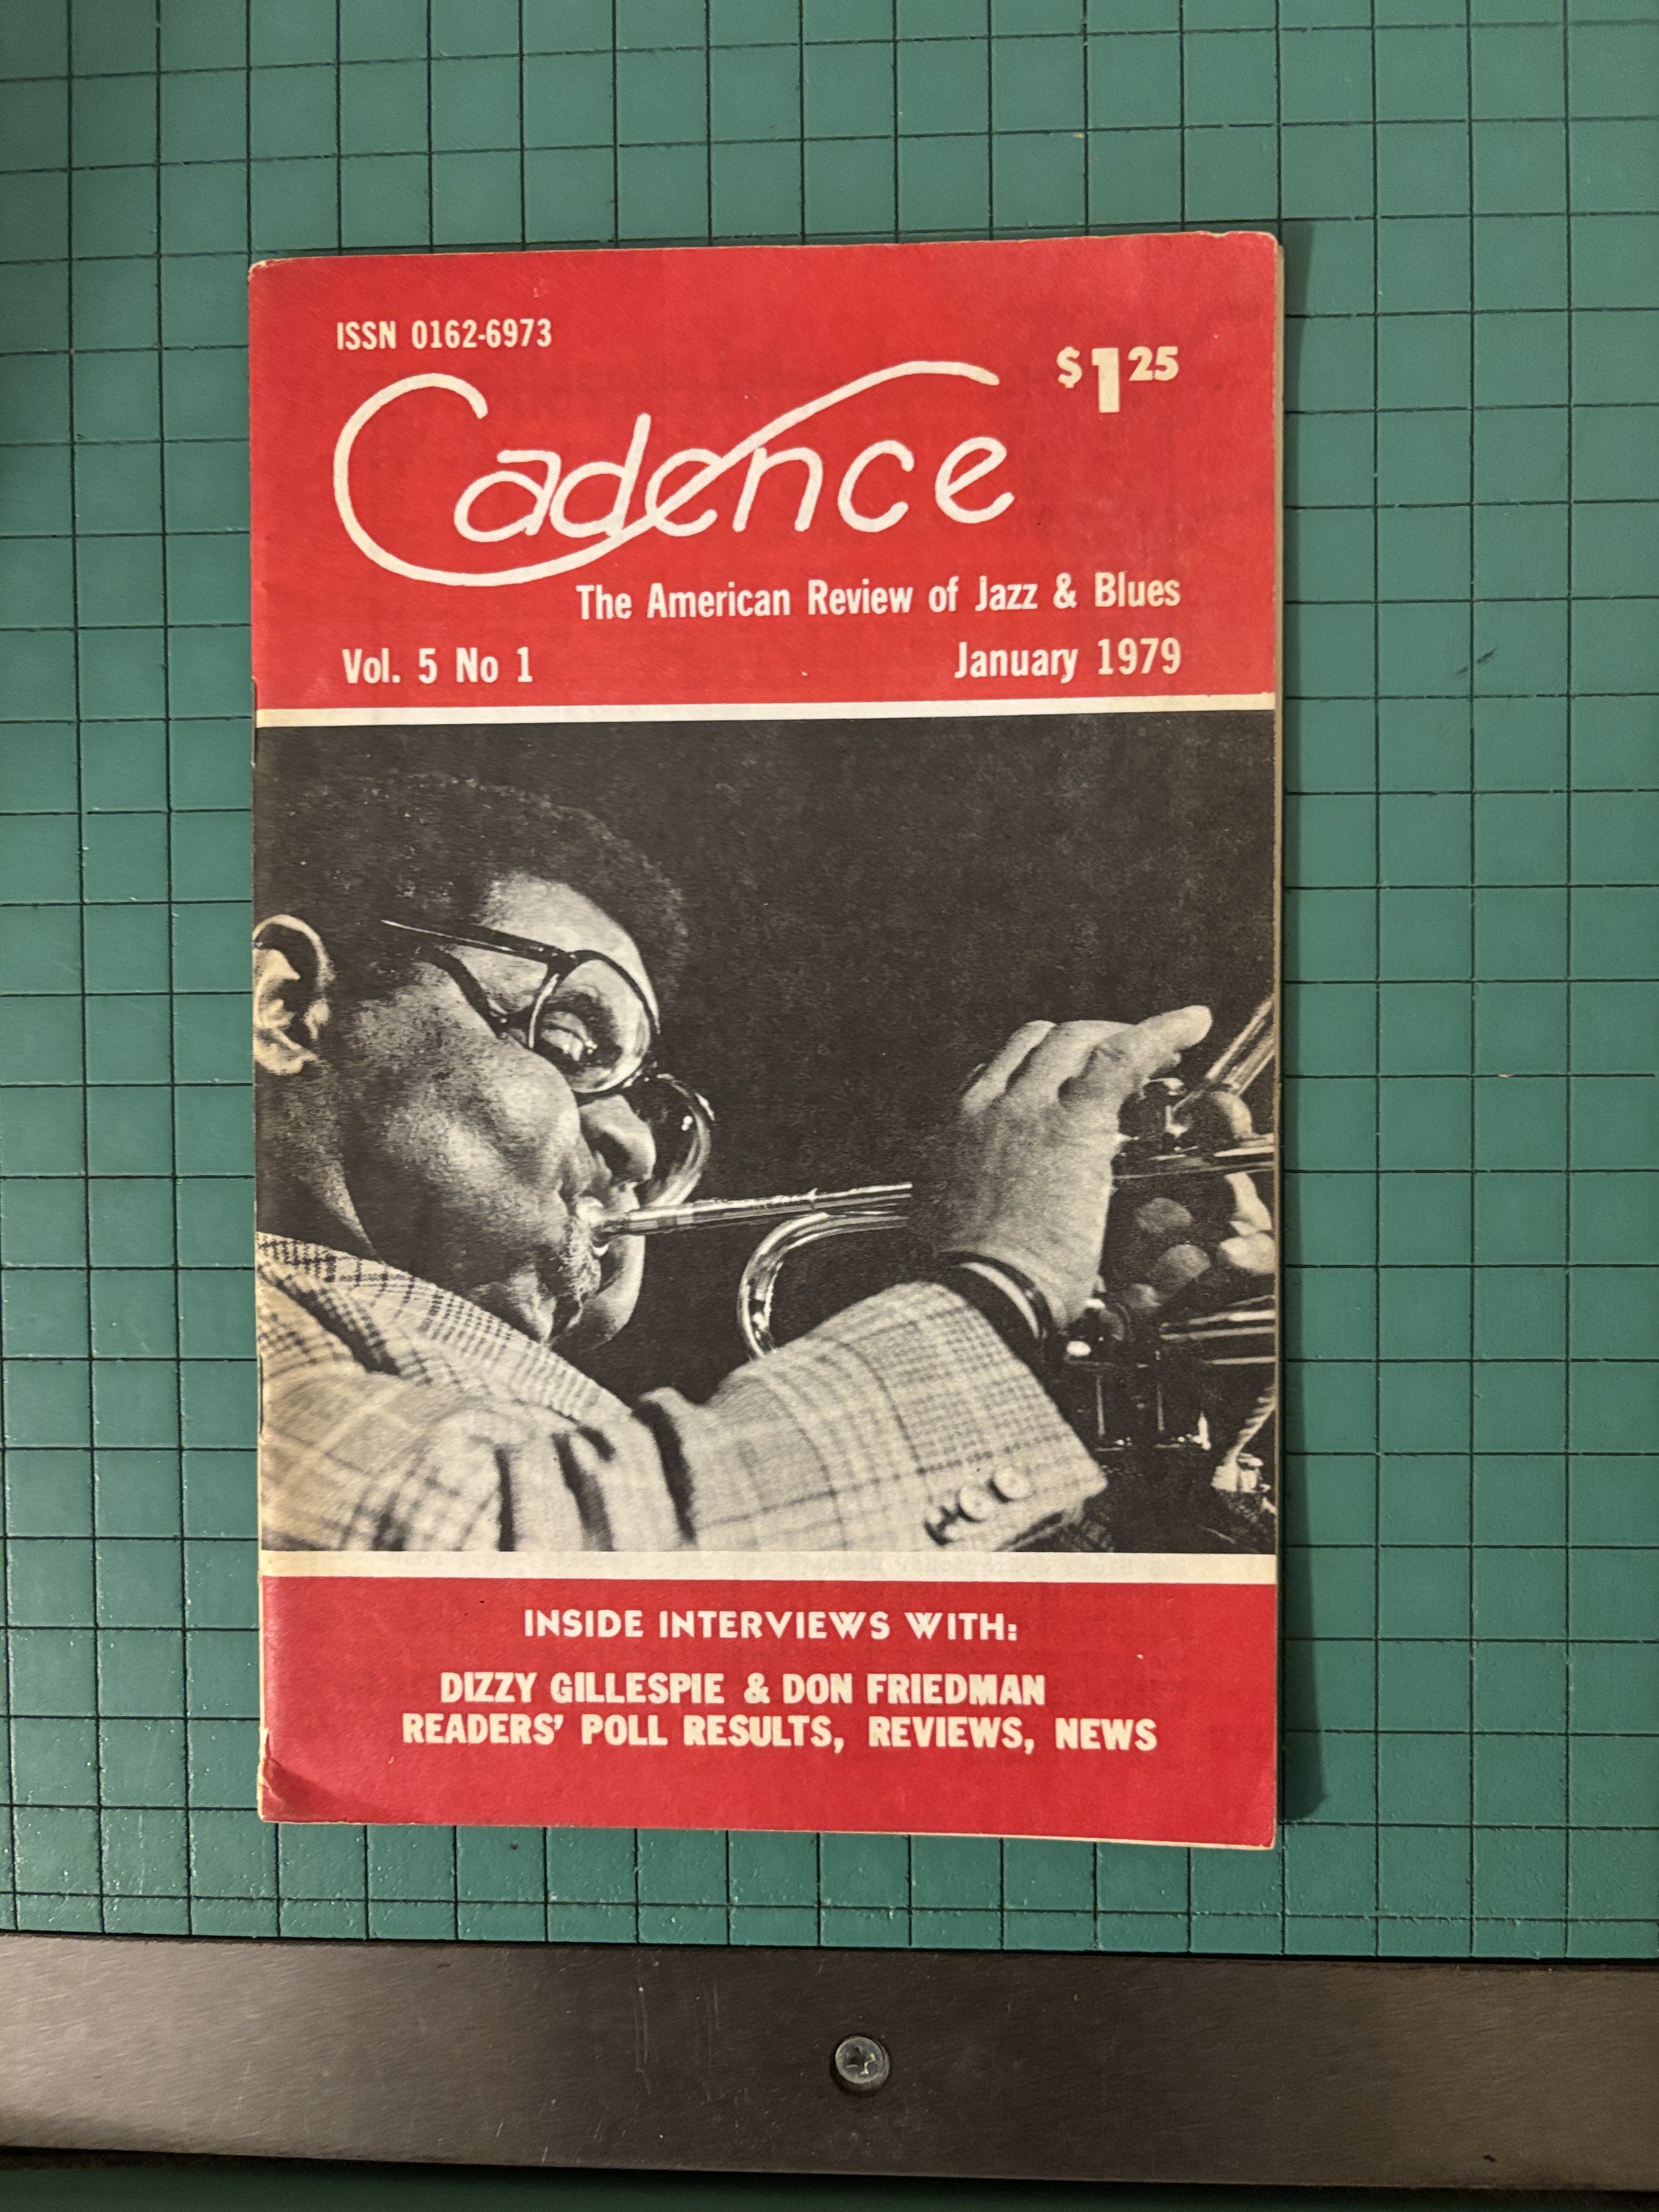 ISSN 0162-6973
$1 25
Cadence
The American Review of Jazz & Blues
Vol. 5 No 1 January 1979
INSIDE INTERVIEWS WITH:
DIZZY GILLESPIE & DON FRIEDMAN
READERS' POLL RESULTS, REVIEWS, NEWS